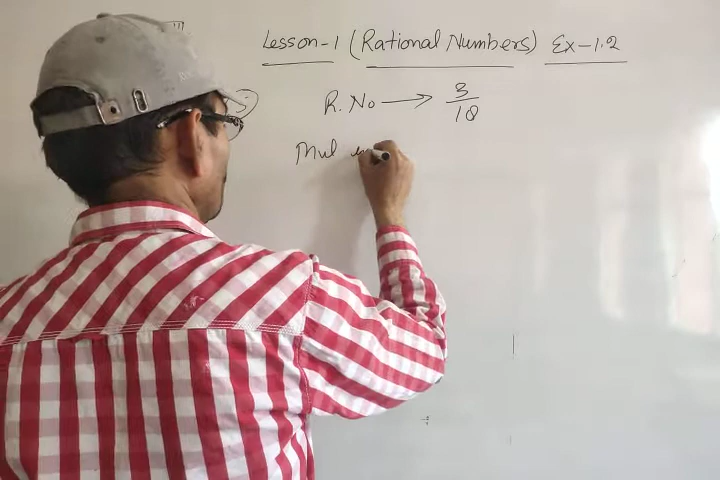 Lesson-1 (Rational Numbers) Ex-1.2
R.No → 3/10
Mul